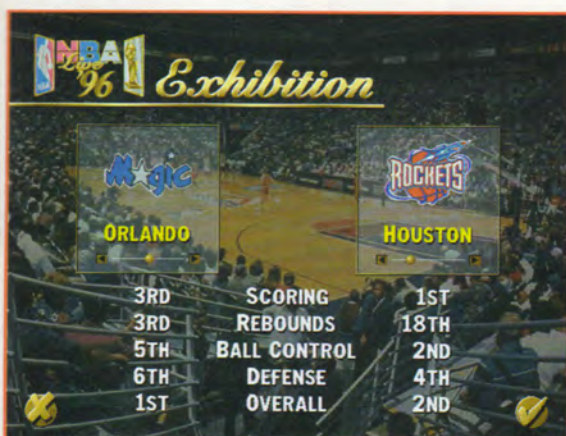 NBA
Live
96
Exhibition
Magic
ROCKETS
ORLANDO HOUSTON
3RD SCORING 1ST
3RD REBOUNDS 18TH
5TH BALL CONTROL 2ND
6TH DEFENSE 4TH
1ST OVERALL 2ND